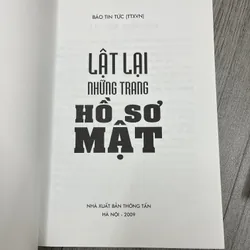 BÁO TIN TỨC (TTXVN)
LẬT LẠI
NHỮNG TRANG
HỒ SƠ
MẬT
NHÀ XUẤT BẢN THÔNG TẤN
HÀ NỘI - 2009